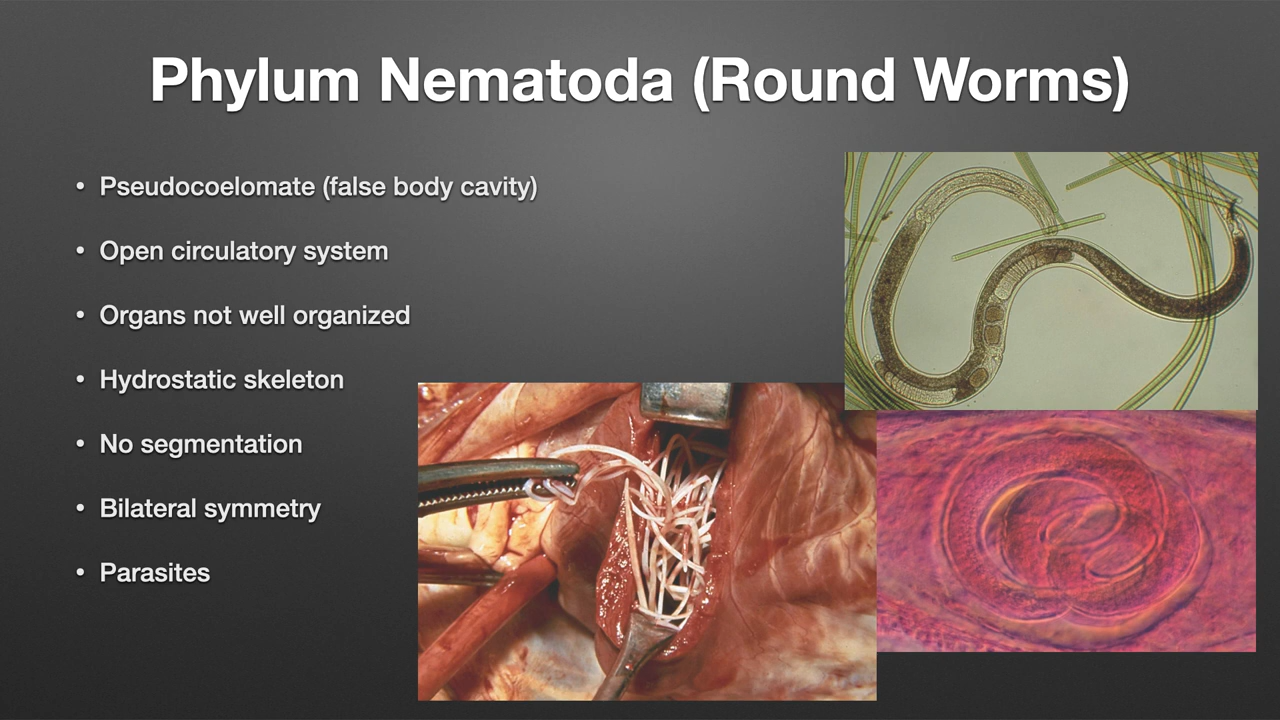 Phylum Nematoda (Round Worms)
• Pseudocoelomate (false body cavity)
• Open circulatory system
• Organs not well organized
• Hydrostatic skeleton
• No segmentation
• Bilateral symmetry
• Parasites